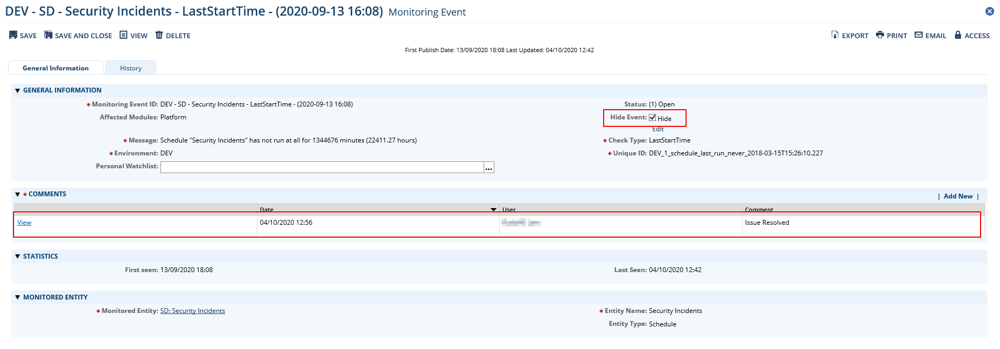 DEV - SD - Security Incidents - LastStartTime - (2020-09-13 16:08) Monitoring Event
SAVE SAVE AND CLOSE VIEW DELETE EXPORT PRINT EMAIL ACCESS
First Publish Date: 13/09/2020 18:08 Last Updated: 04/10/2020 12:42
General Information History
GENERAL INFORMATION
* Monitoring Event ID: DEV - SD - Security Incidents - LastStartTime - (2020-09-13 16:08) Status: (1) Open
Affected Modules: Platform Hide Event: Hide
Edit
* Message: Schedule "Security Incidents" has not run at all for 1344676 minutes (22411.27 hours) * Check Type: LastStartTime
* Environment: DEV * Unique ID: DEV_1_schedule_last_run_never_2018-03-15T15:26:10.227
Personal Watchlist: ...
* COMMENTS | Add New |
Date User Comment
View 04/10/2020 12:56 Issue Resolved
STATISTICS
First seen: 13/09/2020 18:08 Last Seen: 04/10/2020 12:42
MONITORED ENTITY
* Monitored Entity: SD: Security Incidents * Entity Name: Security Incidents
Entity Type: Schedule